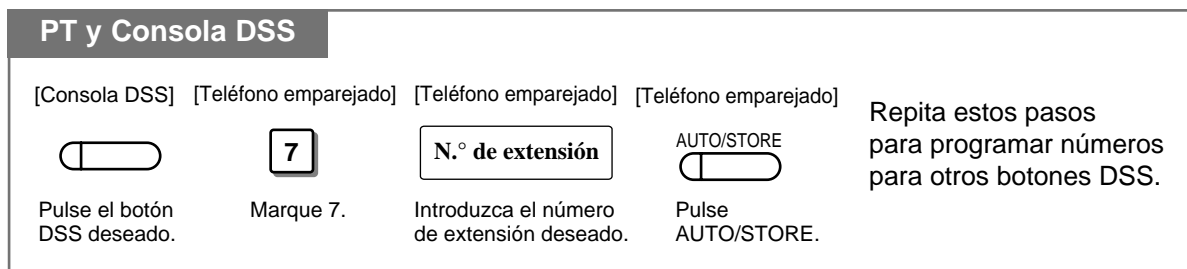 PT y Consola DSS
[Consola DSS] [Teléfono emparejado] [Teléfono emparejado] [Teléfono emparejado]
7
N.° de extensión
AUTO/STORE
Pulse el botón
DSS deseado.
Marque 7.
Introduzca el número
de extensión deseado.
Pulse
AUTO/STORE.
Repita estos pasos
para programar números
para otros botones DSS.